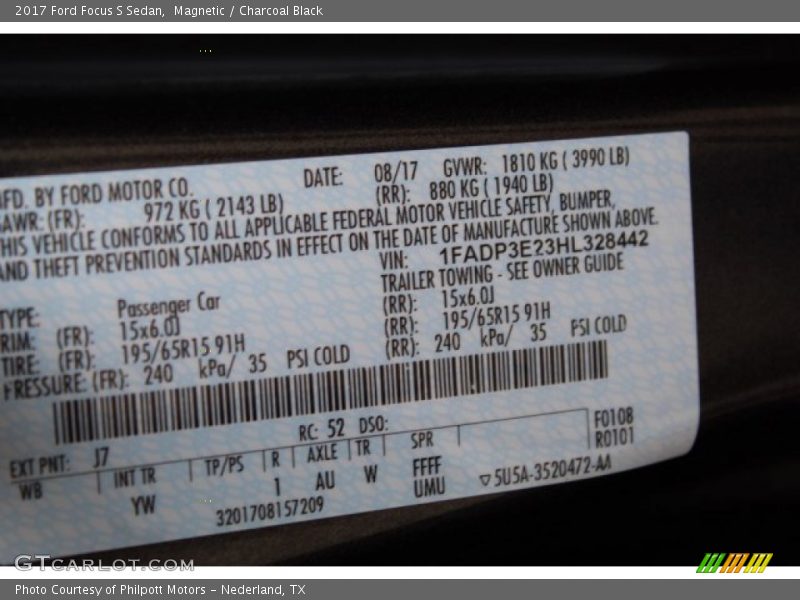 2017 Ford Focus S Sedan,  Magnetic / Charcoal Black
MFD. BY FORD MOTOR CO. DATE: 08/17 GVWR: 1810 KG ( 3990 LB)
GAWR: (FR): 972 KG ( 2143 LB) (RR): 880 KG ( 1940 LB)
THIS VEHICLE CONFORMS TO ALL APPLICABLE FEDERAL MOTOR VEHICLE SAFETY, BUMPER,
AND THEFT PREVENTION STANDARDS IN EFFECT ON THE DATE OF MANUFACTURE SHOWN ABOVE.
VIN: 1FADP3E23HL328442
TRAILER TOWING - SEE OWNER GUIDE
TYPE: Passenger Car
RIM: (FR): 15x6.0J (RR): 15x6.0J
TIRE: (FR): 195/65R15 91H (RR): 195/65R15 91H
PRESSURE: (FR): 240 kPa/ 35 PSI COLD (RR): 240 kPa/ 35 PSI COLD
EXT PNT: J7 RC: 52 DSO: F0108
R0101
WB INT TR TP/PS R AXLE TR SPR
YW 1 AU W FFFF
UMU
3201708157209 5U5A-3520472-AA
GTCarLot.com
Photo Courtesy of Philpott Motors - Nederland, TX